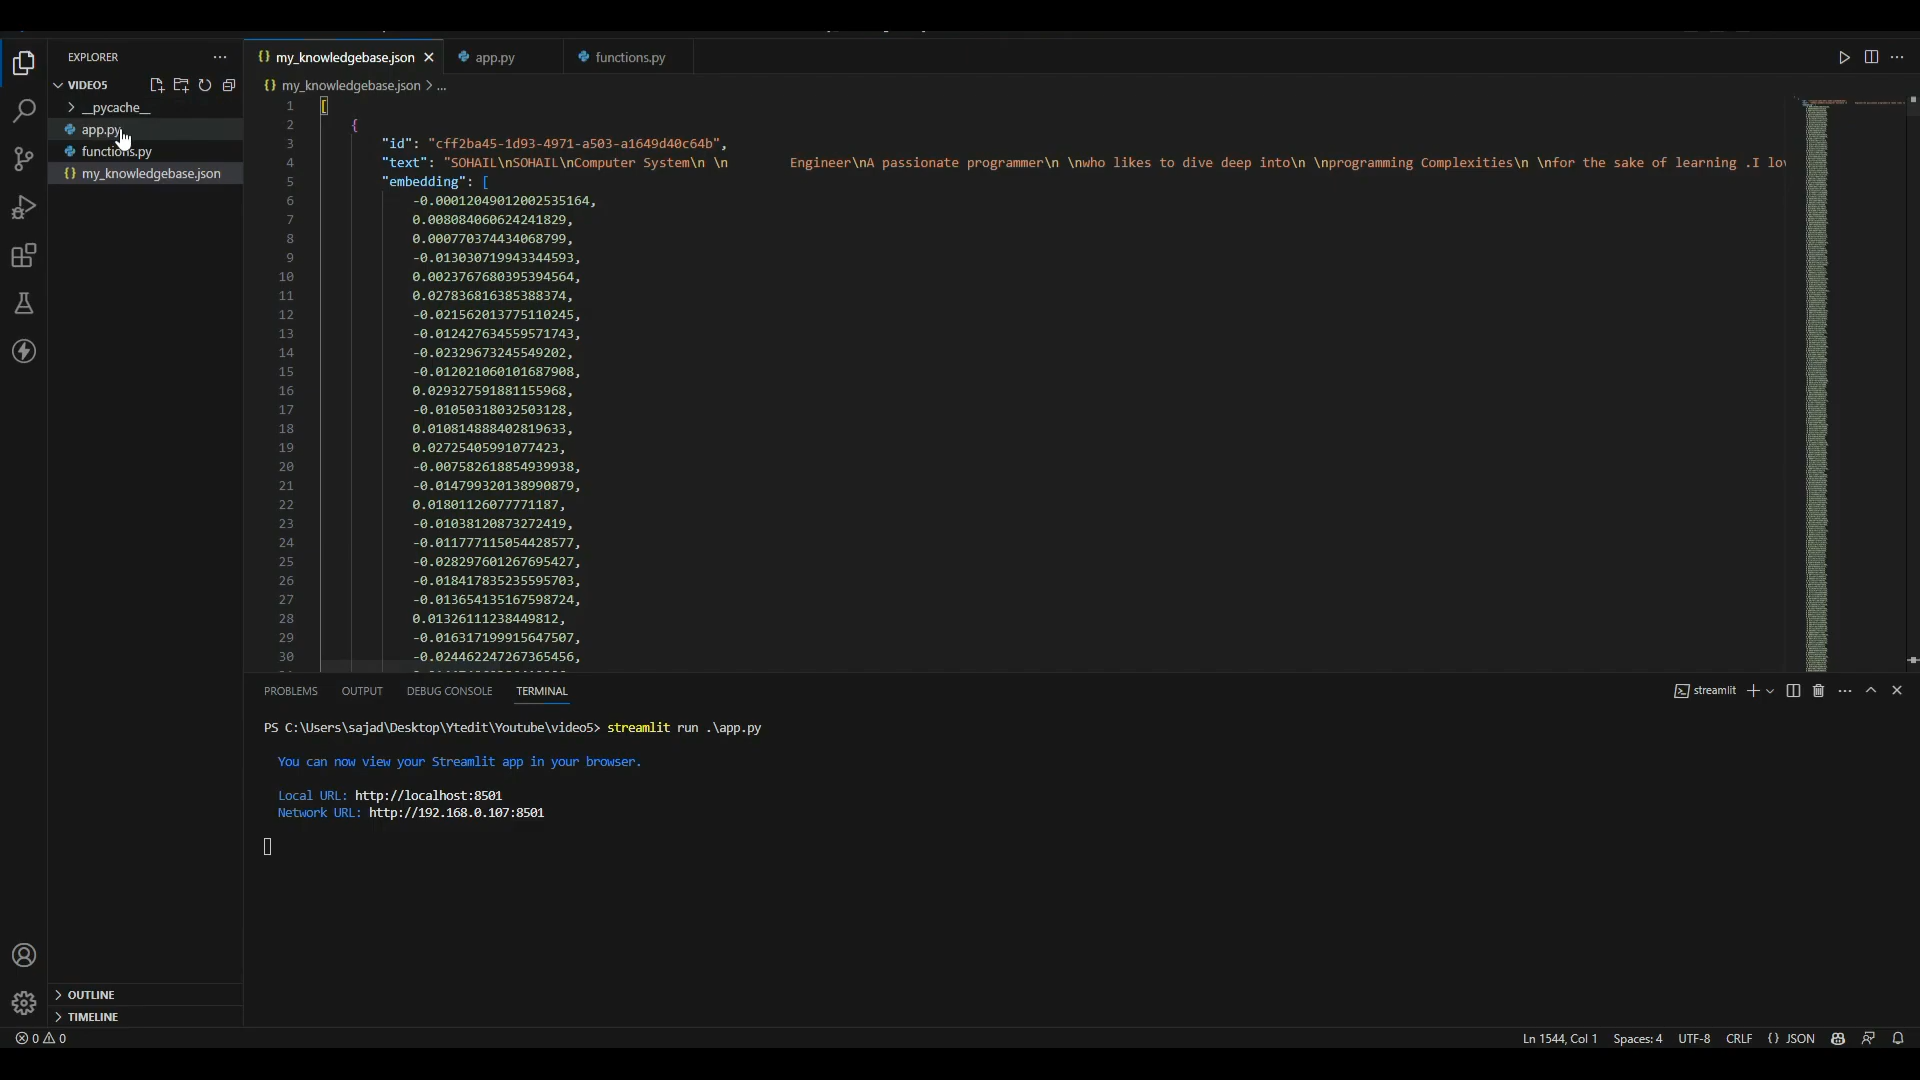 EXPLORER
VIDEO5
__pycache__
app.py
functions.py
my_knowledgebase.json
OUTLINE
TIMELINE
my_knowledgebase.json
app.py
functions.py
my_knowledgebase.json > ...
1 [
2 {
3 "id": "cff2ba45-1d93-4971-a503-a1649d40c64b",
4 "text": "SOHAIL\nSOHAIL\nComputer System\n \n Engineer\nA passionate programmer\n \nwho likes to dive deep into\n \nprogramming Complexities\n \nfor the sake of learning .I lov
5 "embedding": [
6 -0.00012049012002535164,
7 0.008084060624241829,
8 0.000770374434068799,
9 -0.013030719943344593,
10 0.0023767680395394564,
11 0.027836816385388374,
12 -0.021562013775110245,
13 -0.012427634559571743,
14 -0.02329673245549202,
15 -0.012021060101687908,
16 0.029327591881155968,
17 -0.01050318032503128,
18 0.010814888402819633,
19 0.02725405991077423,
20 -0.007582618854939938,
21 -0.014799320138990879,
22 0.01801126077771187,
23 -0.01038120873272419,
24 -0.011777115054428577,
25 -0.028297601267695427,
26 -0.018417835235595703,
27 -0.013654135167598724,
28 0.01326111238449812,
29 -0.016317199915647507,
30 -0.024462247267365456,
PROBLEMS OUTPUT DEBUG CONSOLE TERMINAL
streamlit
PS C:\Users\sajad\Desktop\Ytedit\Youtube\video5> streamlit run .\app.py
You can now view your Streamlit app in your browser.
Local URL: http://localhost:8501
Network URL: http://192.168.0.107:8501
0 0
Ln 1544, Col 1 Spaces: 4 UTF-8 CRLF {} JSON